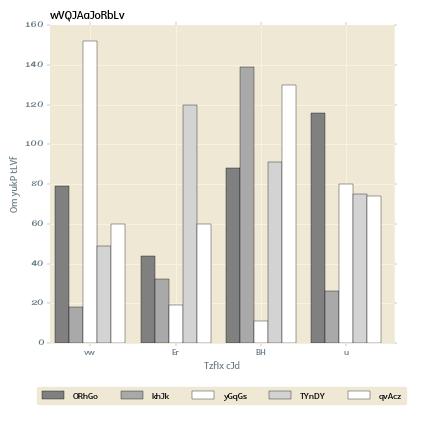 wVQJAaJoRbLv
160
140
120
100
80
60
40
20
0
Om yukP tLVf
vw Er BH u
Tzflx cJd
ORhGo khJk yGqGs TYnDY qvAcz